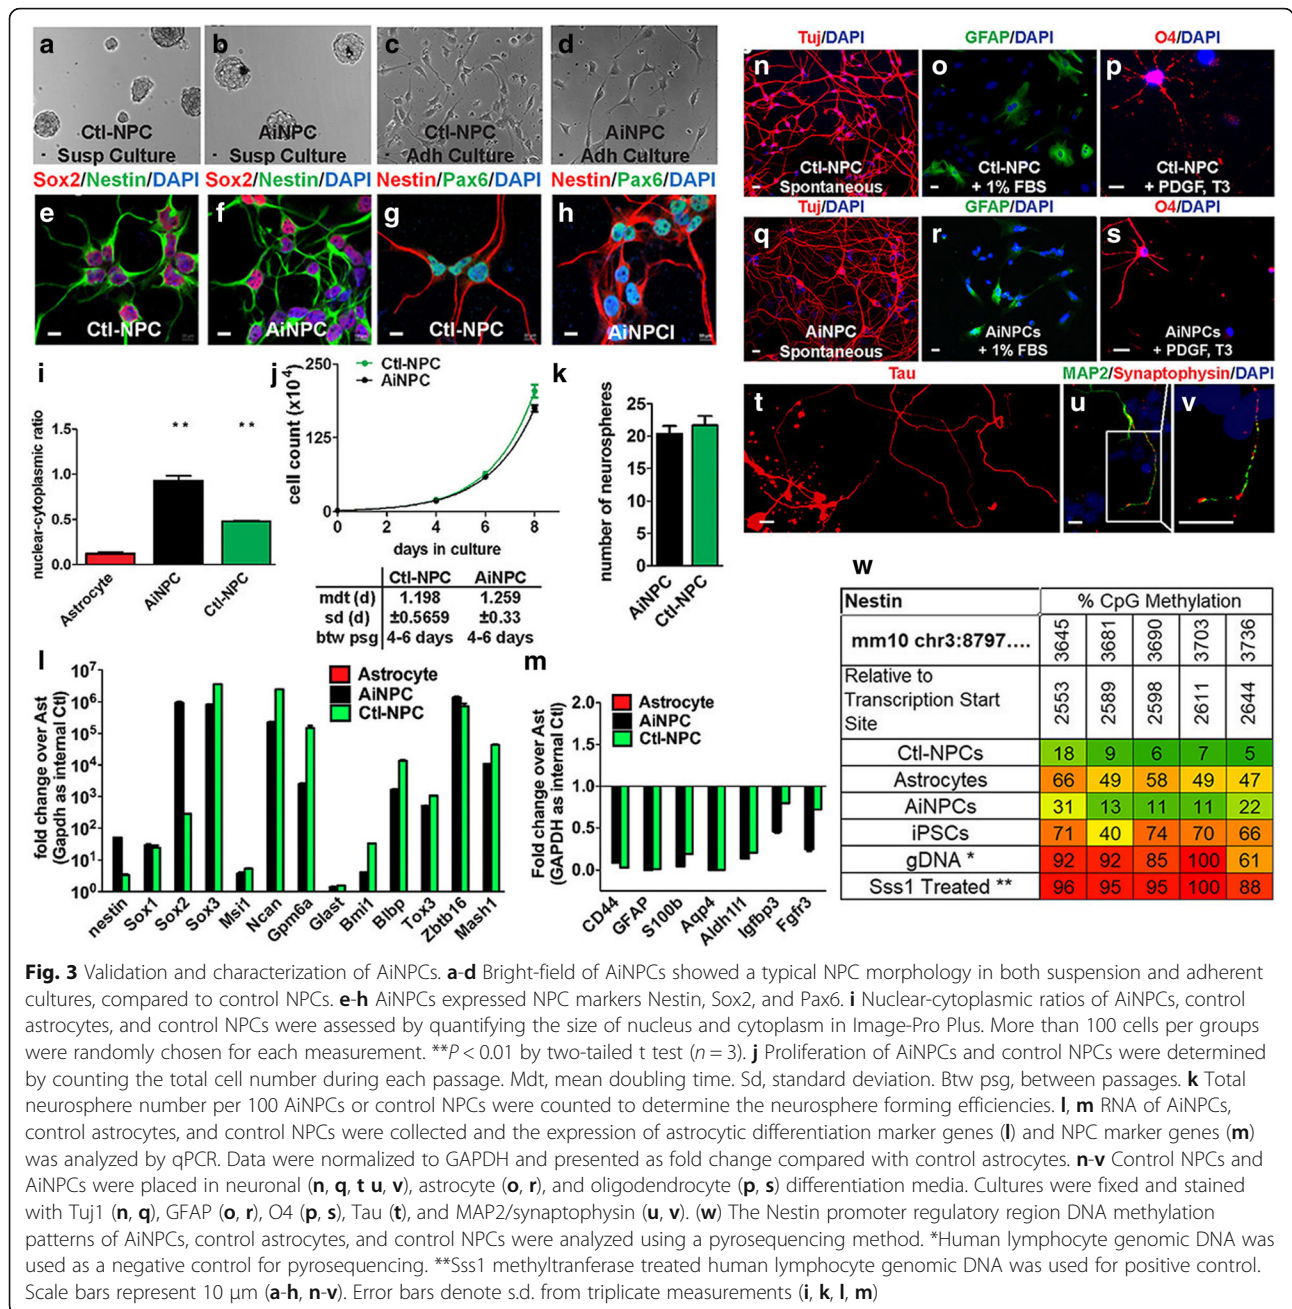 a
b
c
d
Ctl-NPC
Susp Culture
AiNPC
Susp Culture
Ctl-NPC
Adh Culture
AiNPC
Adh Culture
Sox2/Nestin/DAPI
Sox2/Nestin/DAPI
Nestin/Pax6/DAPI
Nestin/Pax6/DAPI
e
f
g
h
Ctl-NPC
AiNPC
Ctl-NPC
AiNPCl
Tuj/DAPI
GFAP/DAPI
O4/DAPI
n
o
p
Ctl-NPC
Spontaneous
Ctl-NPC
+ 1% FBS
Ctl-NPC
+ PDGF, T3
Tuj/DAPI
GFAP/DAPI
O4/DAPI
q
r
s
AiNPC
Spontaneous
AiNPCs
+ 1% FBS
AiNPCs
+ PDGF, T3
Tau
MAP2/Synaptophysin/DAPI
t
u
v
i
nuclear-cytoplasmic ratio
1.5
1.0
0.5
0.0
**
**
Astrocyte
AiNPC
Ctl-NPC
j
cell count (x10⁴)
250
125
0
Ctl-NPC
AiNPC
0
4
6
8
days in culture
Ctl-NPC AiNPC
mdt (d) 1.198 1.259
sd (d) ±0.5659 ±0.33
btw psg 4-6 days 4-6 days
k
number of neurospheres
25
20
15
10
5
0
AiNPC
Ctl-NPC
l
fold change over Ast
(Gapdh as internal Ctl)
10⁷
10⁶
10⁵
10⁴
10³
10²
10¹
10⁰
Astrocyte
AiNPC
Ctl-NPC
nestin
Sox1
Sox2
Sox3
Msi1
Ncan
Gpm6a
Glast
Bmi1
Blbp
Tox3
Zbtb16
Mash1
m
Fold change over Ast
(GAPDH as internal Ctl)
2.0
1.0
0.0
Astrocyte
AiNPC
Ctl-NPC
CD44
GFAP
S100b
Aqp4
Aldh1l1
Igfbp3
Fgfr3
w
Nestin % CpG Methylation
mm10 chr3:8797.... 3645 3681 3690 3703 3736
Relative to
Transcription Start
Site
2553 2589 2598 2611 2644
Ctl-NPCs 18 9 6 7 5
Astrocytes 66 49 58 49 47
AiNPCs 31 13 11 11 22
iPSCs 71 40 74 70 66
gDNA * 92 92 85 100 61
Sss1 Treated ** 96 95 95 100 88
Fig. 3 Validation and characterization of AiNPCs. a-d Bright-field of AiNPCs showed a typical NPC morphology in both suspension and adherent
cultures, compared to control NPCs. e-h AiNPCs expressed NPC markers Nestin, Sox2, and Pax6. i Nuclear-cytoplasmic ratios of AiNPCs, control
astrocytes, and control NPCs were assessed by quantifying the size of nucleus and cytoplasm in Image-Pro Plus. More than 100 cells per groups
were randomly chosen for each measurement. **P < 0.01 by two-tailed t test (n = 3). j Proliferation of AiNPCs and control NPCs were determined
by counting the total cell number during each passage. Mdt, mean doubling time. Sd, standard deviation. Btw psg, between passages. k Total
neurosphere number per 100 AiNPCs or control NPCs were counted to determine the neurosphere forming efficiencies. l, m RNA of AiNPCs,
control astrocytes, and control NPCs were collected and the expression of astrocytic differentiation marker genes (l) and NPC marker genes (m)
was analyzed by qPCR. Data were normalized to GAPDH and presented as fold change compared with control astrocytes. n-v Control NPCs and
AiNPCs were placed in neuronal (n, q, t u, v), astrocyte (o, r), and oligodendrocyte (p, s) differentiation media. Cultures were fixed and stained
with Tuj1 (n, q), GFAP (o, r), O4 (p, s), Tau (t), and MAP2/synaptophysin (u, v). (w) The Nestin promoter regulatory region DNA methylation
patterns of AiNPCs, control astrocytes, and control NPCs were analyzed using a pyrosequencing method. *Human lymphocyte genomic DNA was
used as a negative control for pyrosequencing. **Sss1 methyltranferase treated human lymphocyte genomic DNA was used for positive control.
Scale bars represent 10 μm (a-h, n-v). Error bars denote s.d. from triplicate measurements (i, k, l, m)